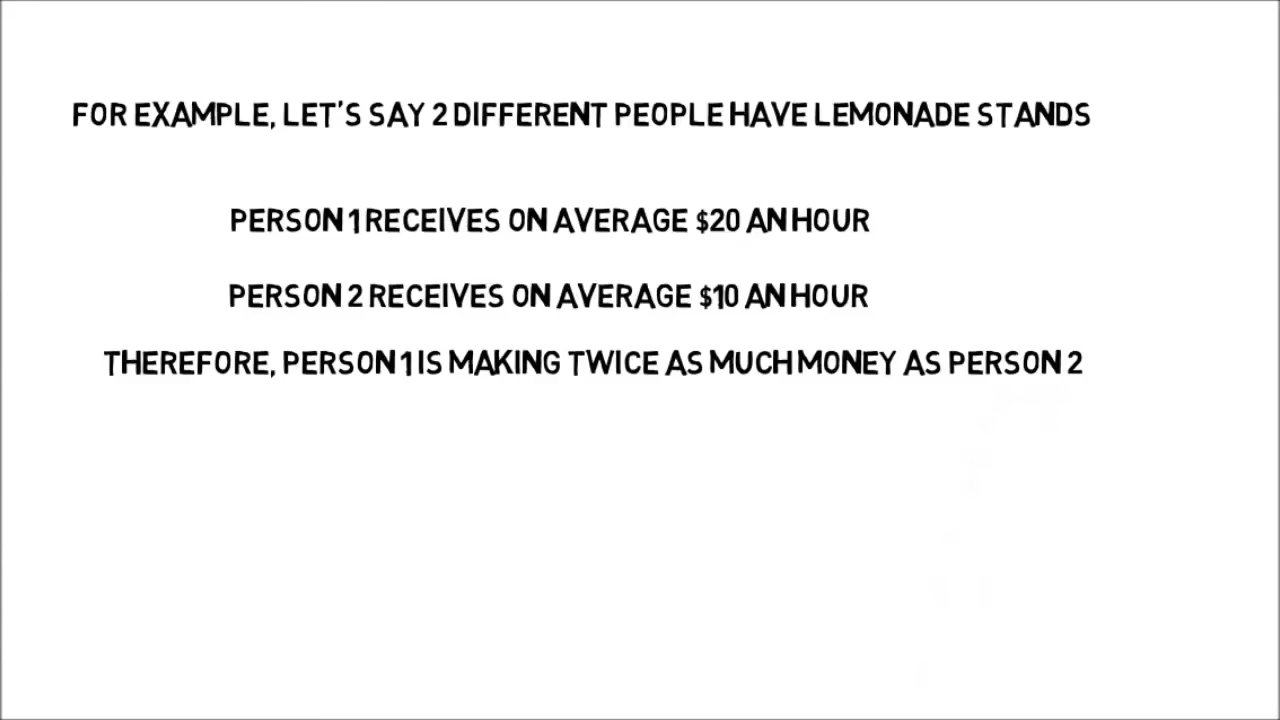 FOR EXAMPLE, LET'S SAY 2 DIFFERENT PEOPLE HAVE LEMONADE STANDS
PERSON 1 RECEIVES ON AVERAGE $20 AN HOUR
PERSON 2 RECEIVES ON AVERAGE $10 AN HOUR
THEREFORE, PERSON 1 IS MAKING TWICE AS MUCH MONEY AS PERSON 2